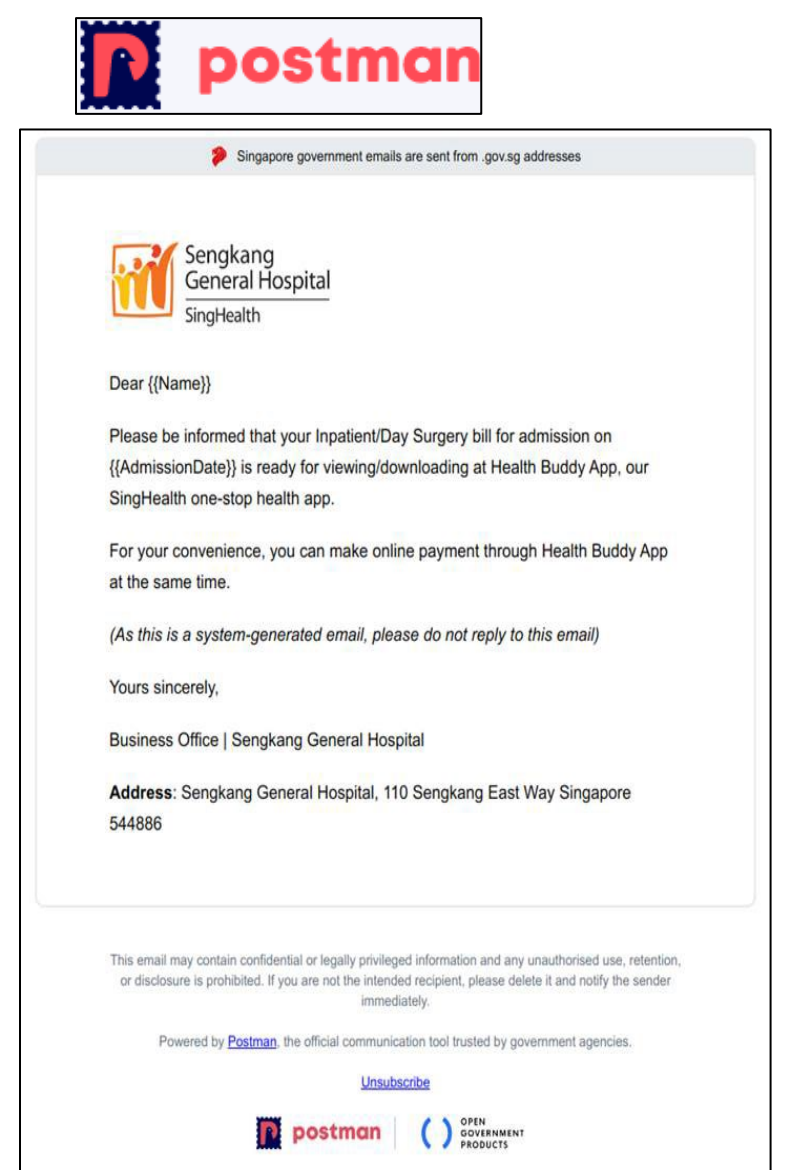 postman
Singapore government emails are sent from .gov.sg addresses
Sengkang
General Hospital
SingHealth
Dear {{Name}}
Please be informed that your Inpatient/Day Surgery bill for admission on
{{AdmissionDate}} is ready for viewing/downloading at Health Buddy App, our
SingHealth one-stop health app.
For your convenience, you can make online payment through Health Buddy App
at the same time.
(As this is a system-generated email, please do not reply to this email)
Yours sincerely,
Business Office | Sengkang General Hospital
Address: Sengkang General Hospital, 110 Sengkang East Way Singapore
544886
This email may contain confidential or legally privileged information and any unauthorised use, retention,
or disclosure is prohibited. If you are not the intended recipient, please delete it and notify the sender
immediately.
Powered by Postman, the official communication tool trusted by government agencies.
Unsubscribe
postman
OPEN
GOVERNMENT
PRODUCTS